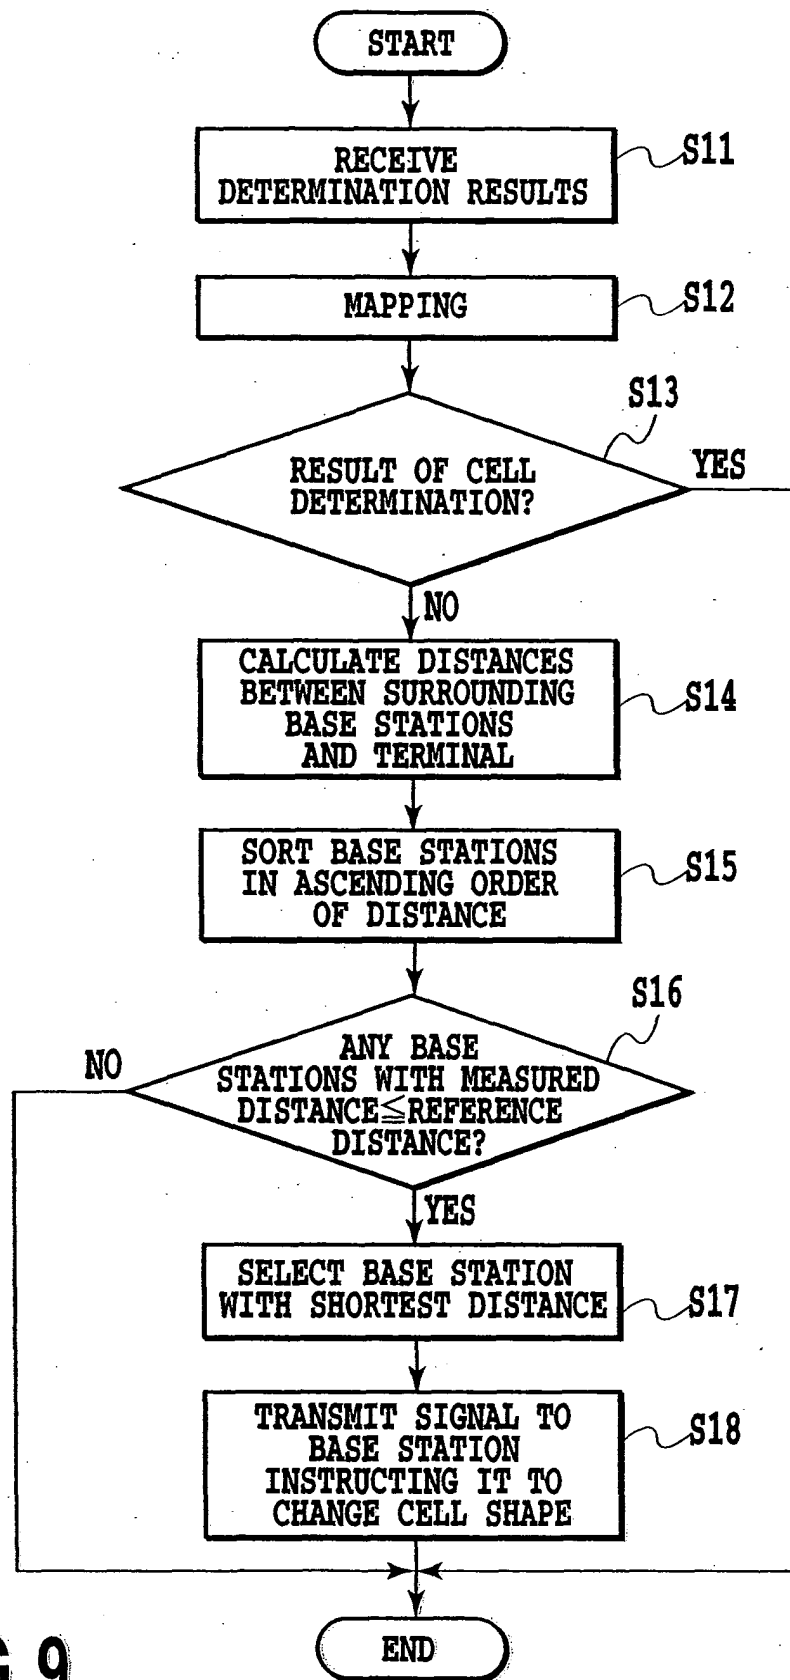 START
RECEIVE
DETERMINATION RESULTS
S11
MAPPING
S12
S13
RESULT OF CELL
DETERMINATION?
YES
NO
CALCULATE DISTANCES
BETWEEN SURROUNDING
BASE STATIONS
AND TERMINAL
S14
SORT BASE STATIONS
IN ASCENDING ORDER
OF DISTANCE
S15
S16
NO
ANY BASE
STATIONS WITH MEASURED
DISTANCE≦REFERENCE
DISTANCE?
YES
SELECT BASE STATION
WITH SHORTEST DISTANCE
S17
TRANSMIT SIGNAL TO
BASE STATION
INSTRUCTING IT TO
CHANGE CELL SHAPE
S18
END
G 9